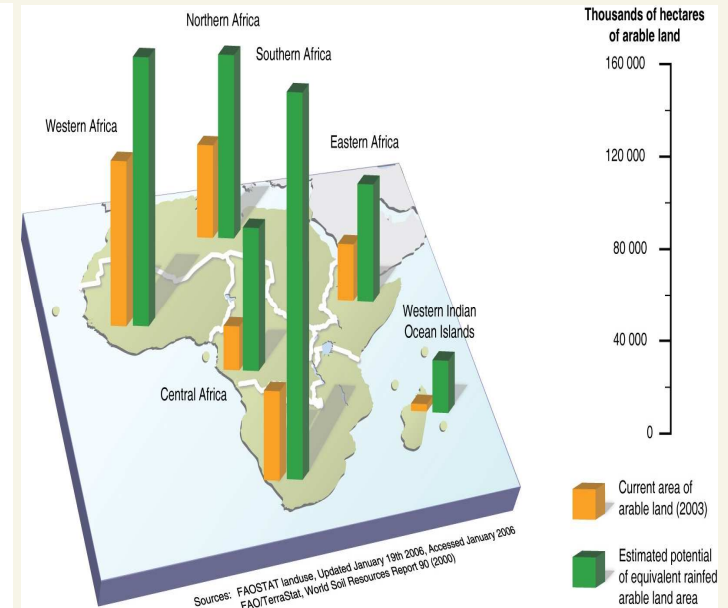 Northern Africa
Southern Africa
Western Africa
Eastern Africa
Western Indian
Ocean Islands
Central Africa
Thousands of hectares
of arable land
160 000
120 000
80 000
40 000
0
Current area of
arable land (2003)
Estimated potential
of equivalent rainfed
arable land area
Sources: FAOSTAT landuse, Updated January 19th 2006, Accessed January 2006
FAO/TerraStat, World Soil Resources Report 90 (2000)